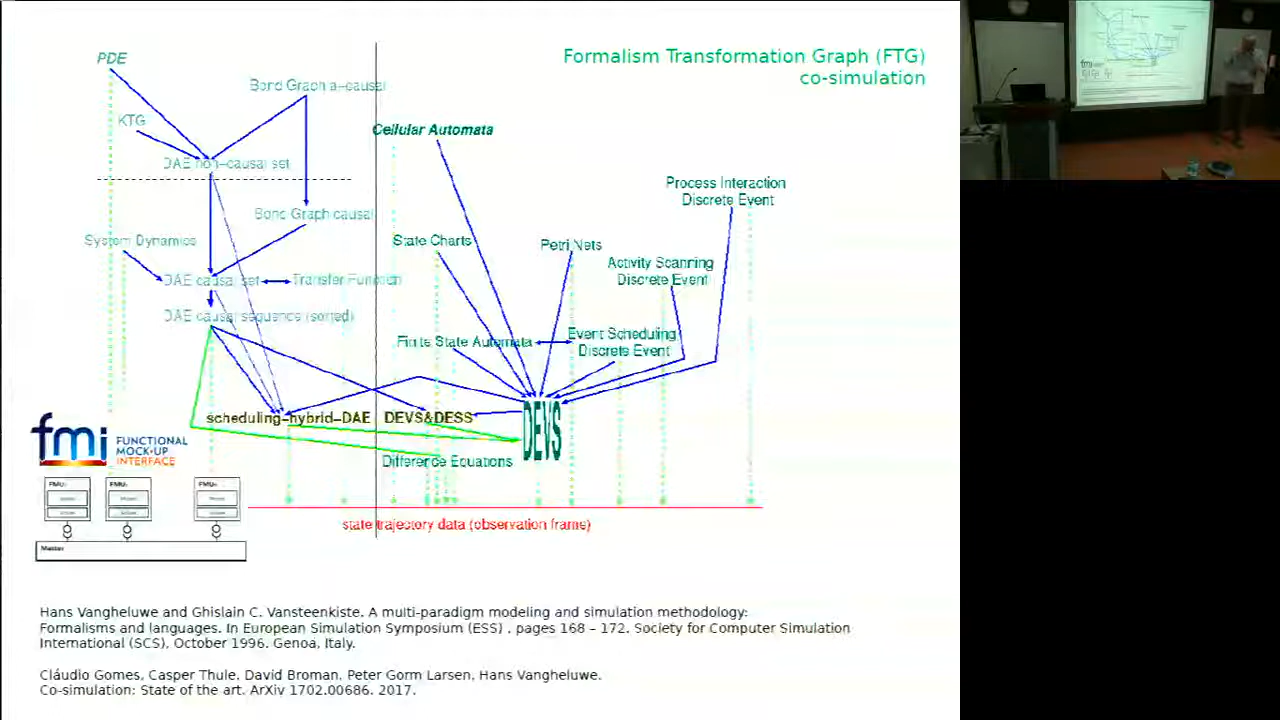 Formalism Transformation Graph (FTG)
co-simulation
PDE
Bond Graph a-causal
KTG
Cellular Automata
DAE non-causal set
Process Interaction
Discrete Event
Bond Graph causal
System Dynamics
State Charts
Petri Nets
Activity Scanning
Discrete Event
DAE causal set
Transfer Function
DAE causal sequence (sorted)
Finite State Automata
Event Scheduling
Discrete Event
scheduling-hybrid-DAE
DEVS&DESS
DEVS
Difference Equations
fmi FUNCTIONAL
MOCK-UP
INTERFACE
FMU
FMU
FMU
Master
state trajectory data (observation frame)
Hans Vangheluwe and Ghislain C. Vansteenkiste. A multi-paradigm modeling and simulation methodology:
Formalisms and languages. In European Simulation Symposium (ESS) , pages 168 – 172. Society for Computer Simulation
International (SCS), October 1996. Genoa, Italy.
Cláudio Gomes, Casper Thule, David Broman, Peter Gorm Larsen, Hans Vangheluwe.
Co-simulation: State of the art. ArXiv 1702.00686. 2017.